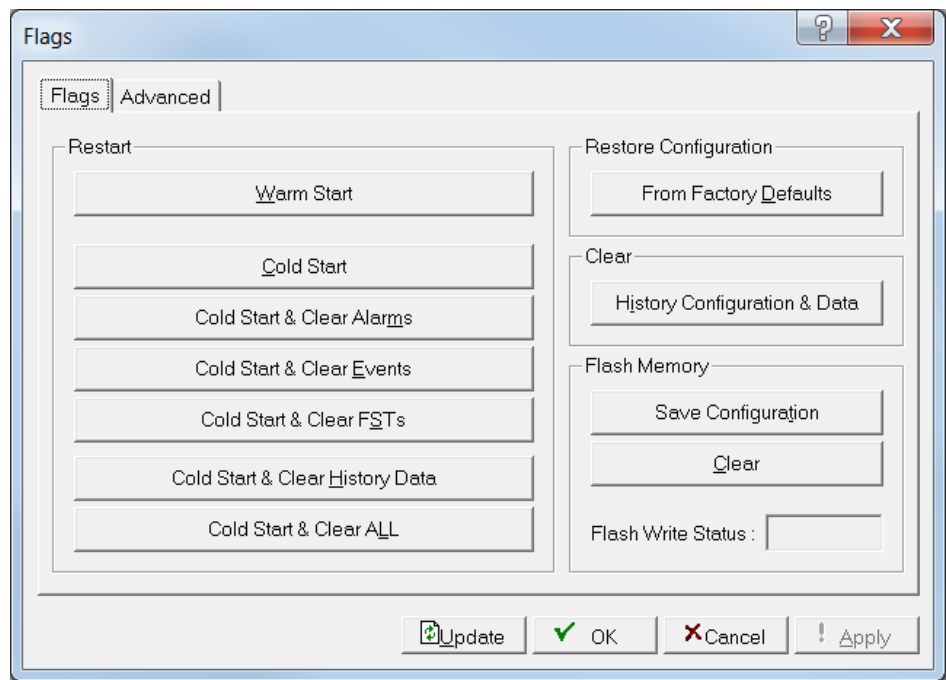 Flags
Flags
Advanced
Restart
Warm Start
Cold Start
Cold Start & Clear Alarms
Cold Start & Clear Events
Cold Start & Clear FSTs
Cold Start & Clear History Data
Cold Start & Clear ALL
Restore Configuration
From Factory Defaults
Clear
History Configuration & Data
Flash Memory
Save Configuration
Clear
Flash Write Status :
Update
OK
Cancel
! Apply